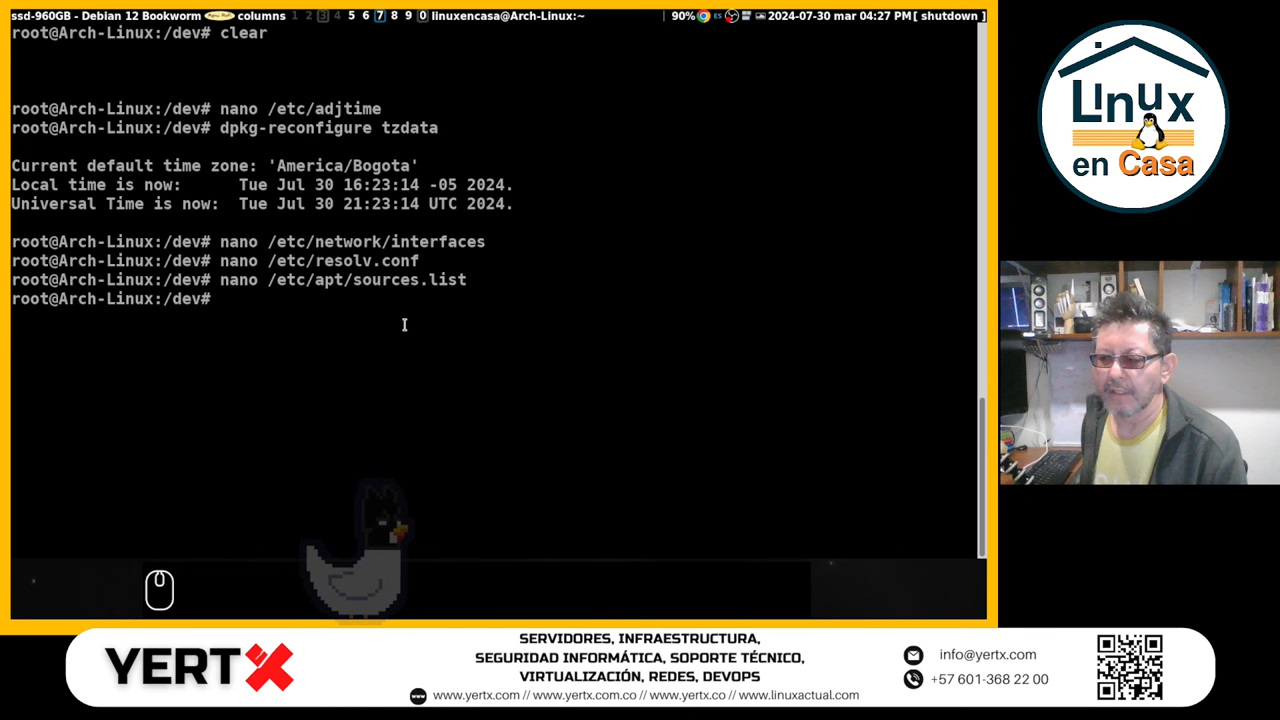 ssd-960GB - Debian 12 Bookworm columns 1 2 3 4 5 6 7 8 9 0 linuxencasa@Arch-Linux:~ | 90% ES 2024-07-30 mar 04:27 PM[ shutdown ]
root@Arch-Linux:/dev# clear
root@Arch-Linux:/dev# nano /etc/adjtime
root@Arch-Linux:/dev# dpkg-reconfigure tzdata
Current default time zone: 'America/Bogota'
Local time is now:      Tue Jul 30 16:23:14 -05 2024.
Universal Time is now:  Tue Jul 30 21:23:14 UTC 2024.
root@Arch-Linux:/dev# nano /etc/network/interfaces
root@Arch-Linux:/dev# nano /etc/resolv.conf
root@Arch-Linux:/dev# nano /etc/apt/sources.list
root@Arch-Linux:/dev#
Linux
en Casa
YERTX
SERVIDORES, INFRAESTRUCTURA,
SEGURIDAD INFORMÁTICA, SOPORTE TÉCNICO,
VIRTUALIZACIÓN, REDES, DEVOPS
www.yertx.com // www.yertx.com.co // www.yertx.co // www.linuxactual.com
info@yertx.com
+57 601-368 22 00